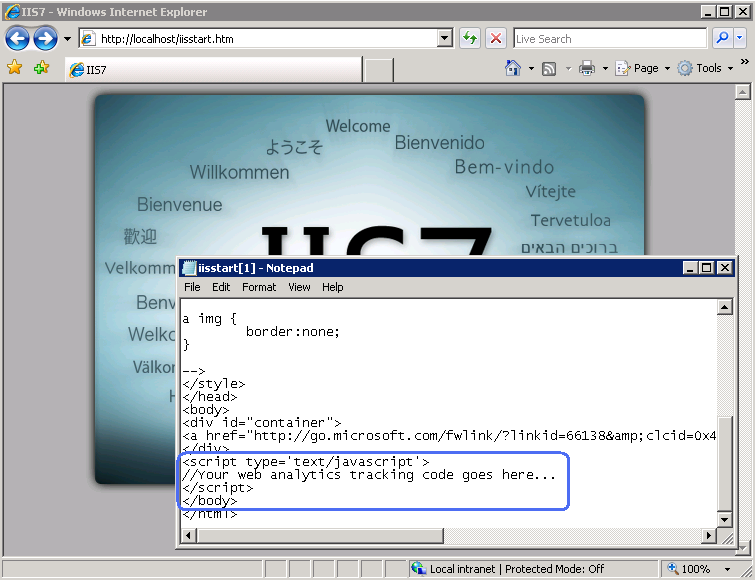 IIS7 - Windows Internet Explorer
http://localhost/iisstart.htm
Live Search
IIS7
Page
Tools
Welcome
ようこそ
Bienvenido
Willkommen
Bem-vindo
Vítejte
Bienvenue
Tervetuloa
歡迎
ברוכים הבאים
IIS7
Velkomm
Benv
Welko
Välkom
iisstart[1] - Notepad
File Edit Format View Help
a img {
border:none;
}
-->
</style>
</head>
<body>
<div id="container">
<a href="http://go.microsoft.com/fwlink/?linkid=66138&amp;clcid=0x4
</div>
<script type='text/javascript'>
//Your web analytics tracking code goes here...
</script>
</body>
</html>
Local intranet | Protected Mode: Off
100%